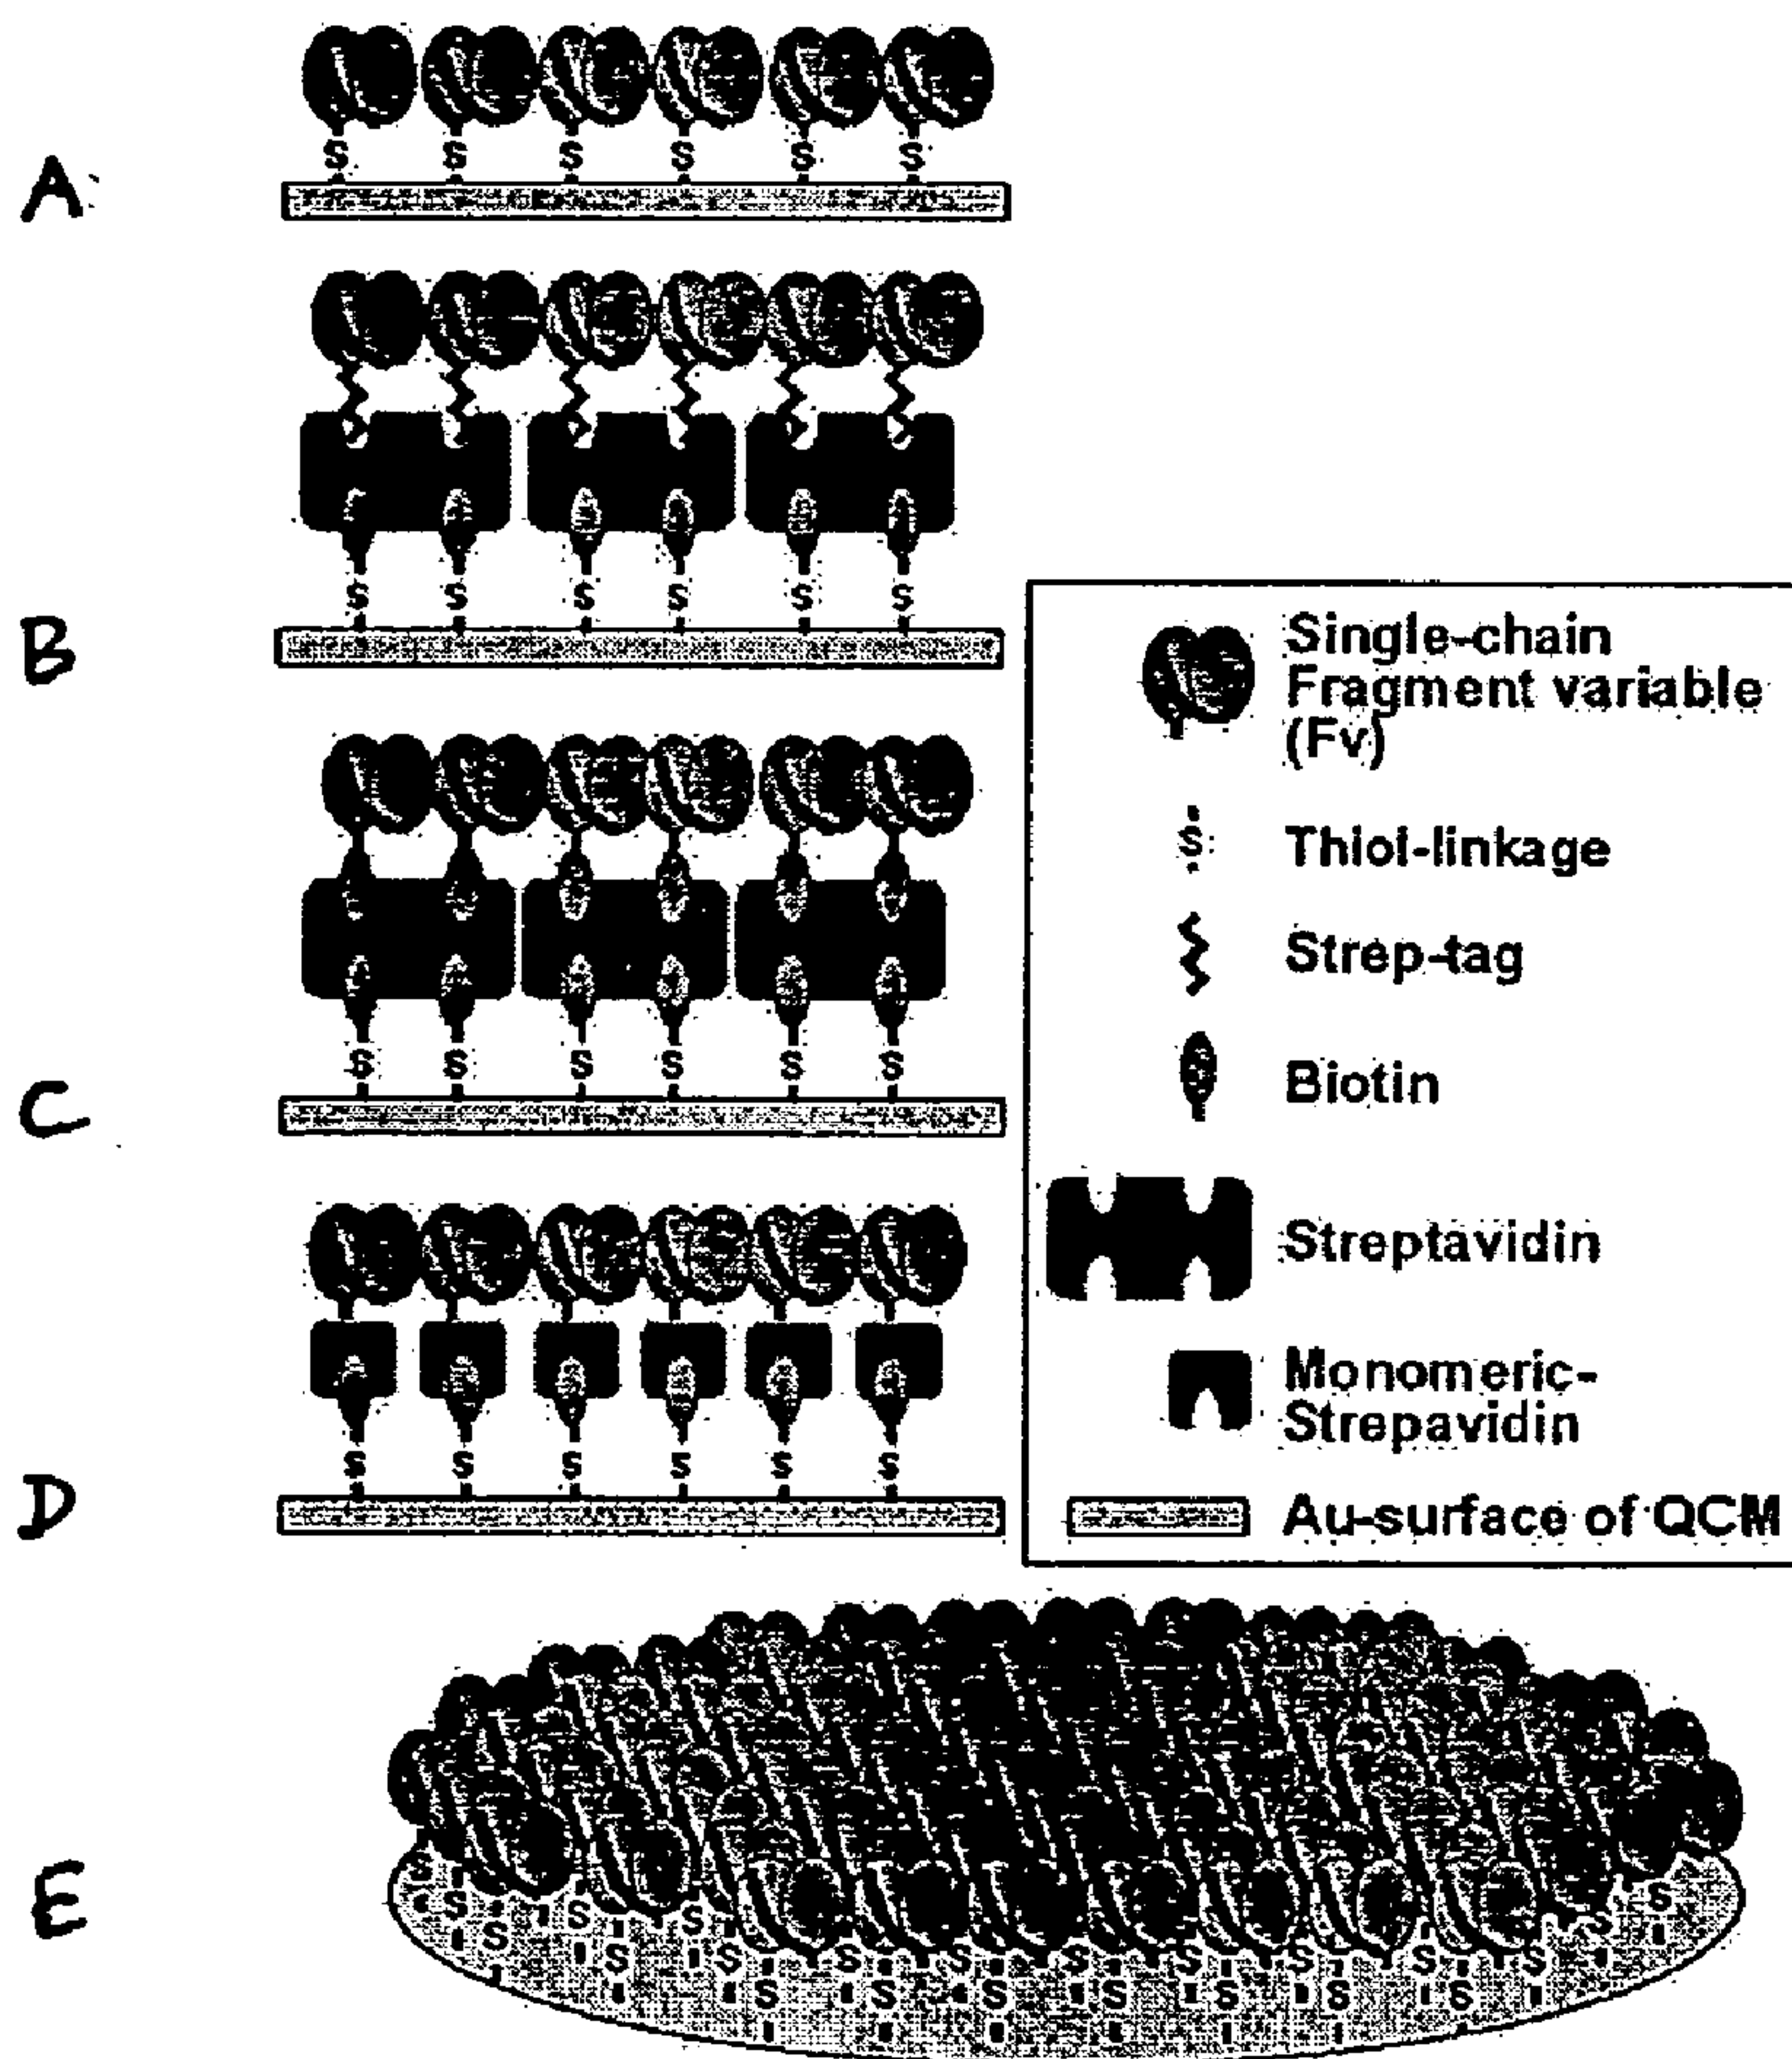 A
S S S S S S
B
S S S S S S
C
S S S S S S
D
S S S S S S
Single-chain
Fragment variable
(Fv)
S
Thiol-linkage
Strep-tag
Biotin
Streptavidin
Monomeric-
Strepavidin
Au-surface of QCM
E